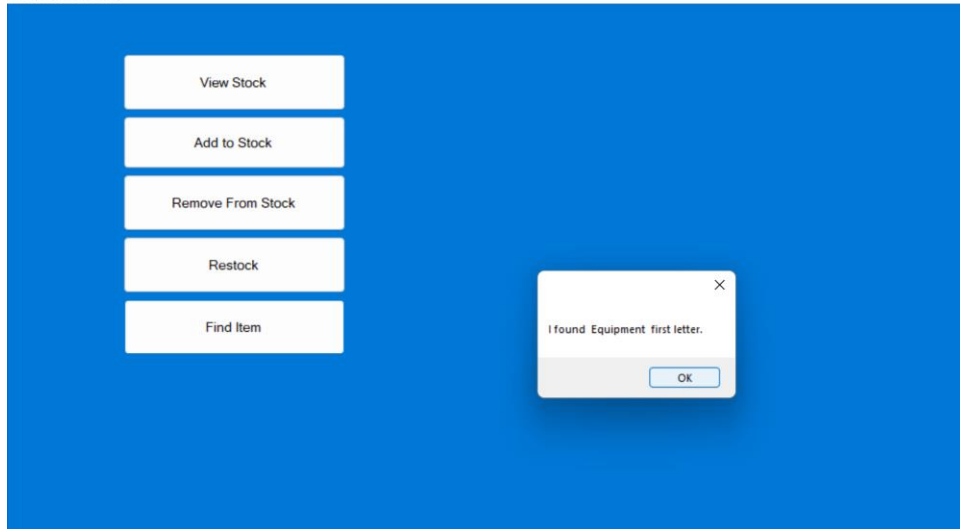 View Stock
Add to Stock
Remove From Stock
Restock
Find Item
I found Equipment first letter.
OK